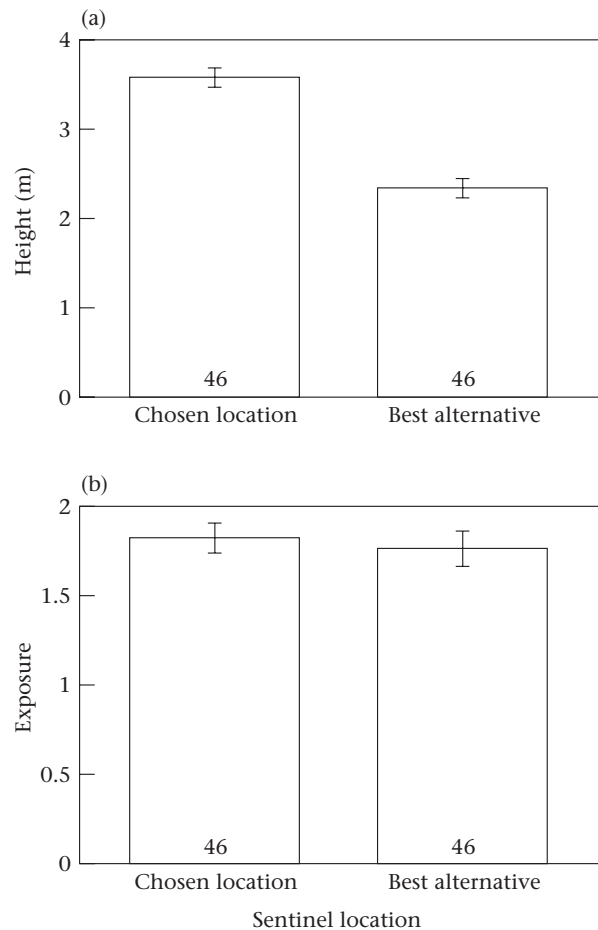 (a)
4
3
2
1
0
Height (m)
46 46
Chosen location Best alternative
(b)
2
1.5
1
0.5
0
Exposure
46 46
Chosen location Best alternative
Sentinel location